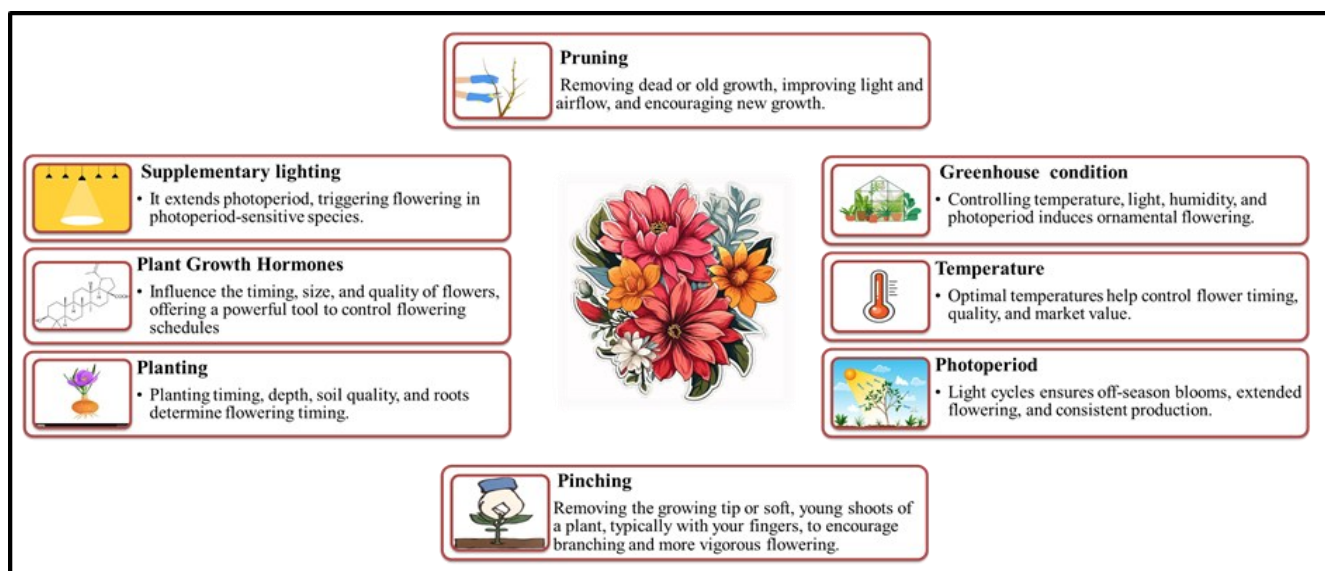 Pruning
Removing dead or old growth, improving light and
airflow, and encouraging new growth.
Supplementary lighting
• It extends photoperiod, triggering flowering in
photoperiod-sensitive species.
Plant Growth Hormones
• Influence the timing, size, and quality of flowers,
offering a powerful tool to control flowering
schedules
Planting
• Planting timing, depth, soil quality, and roots
determine flowering timing.
Greenhouse condition
• Controlling temperature, light, humidity, and
photoperiod induces ornamental flowering.
Temperature
• Optimal temperatures help control flower timing,
quality, and market value.
Photoperiod
• Light cycles ensures off-season blooms, extended
flowering, and consistent production.
Pinching
Removing the growing tip or soft, young shoots of
a plant, typically with your fingers, to encourage
branching and more vigorous flowering.